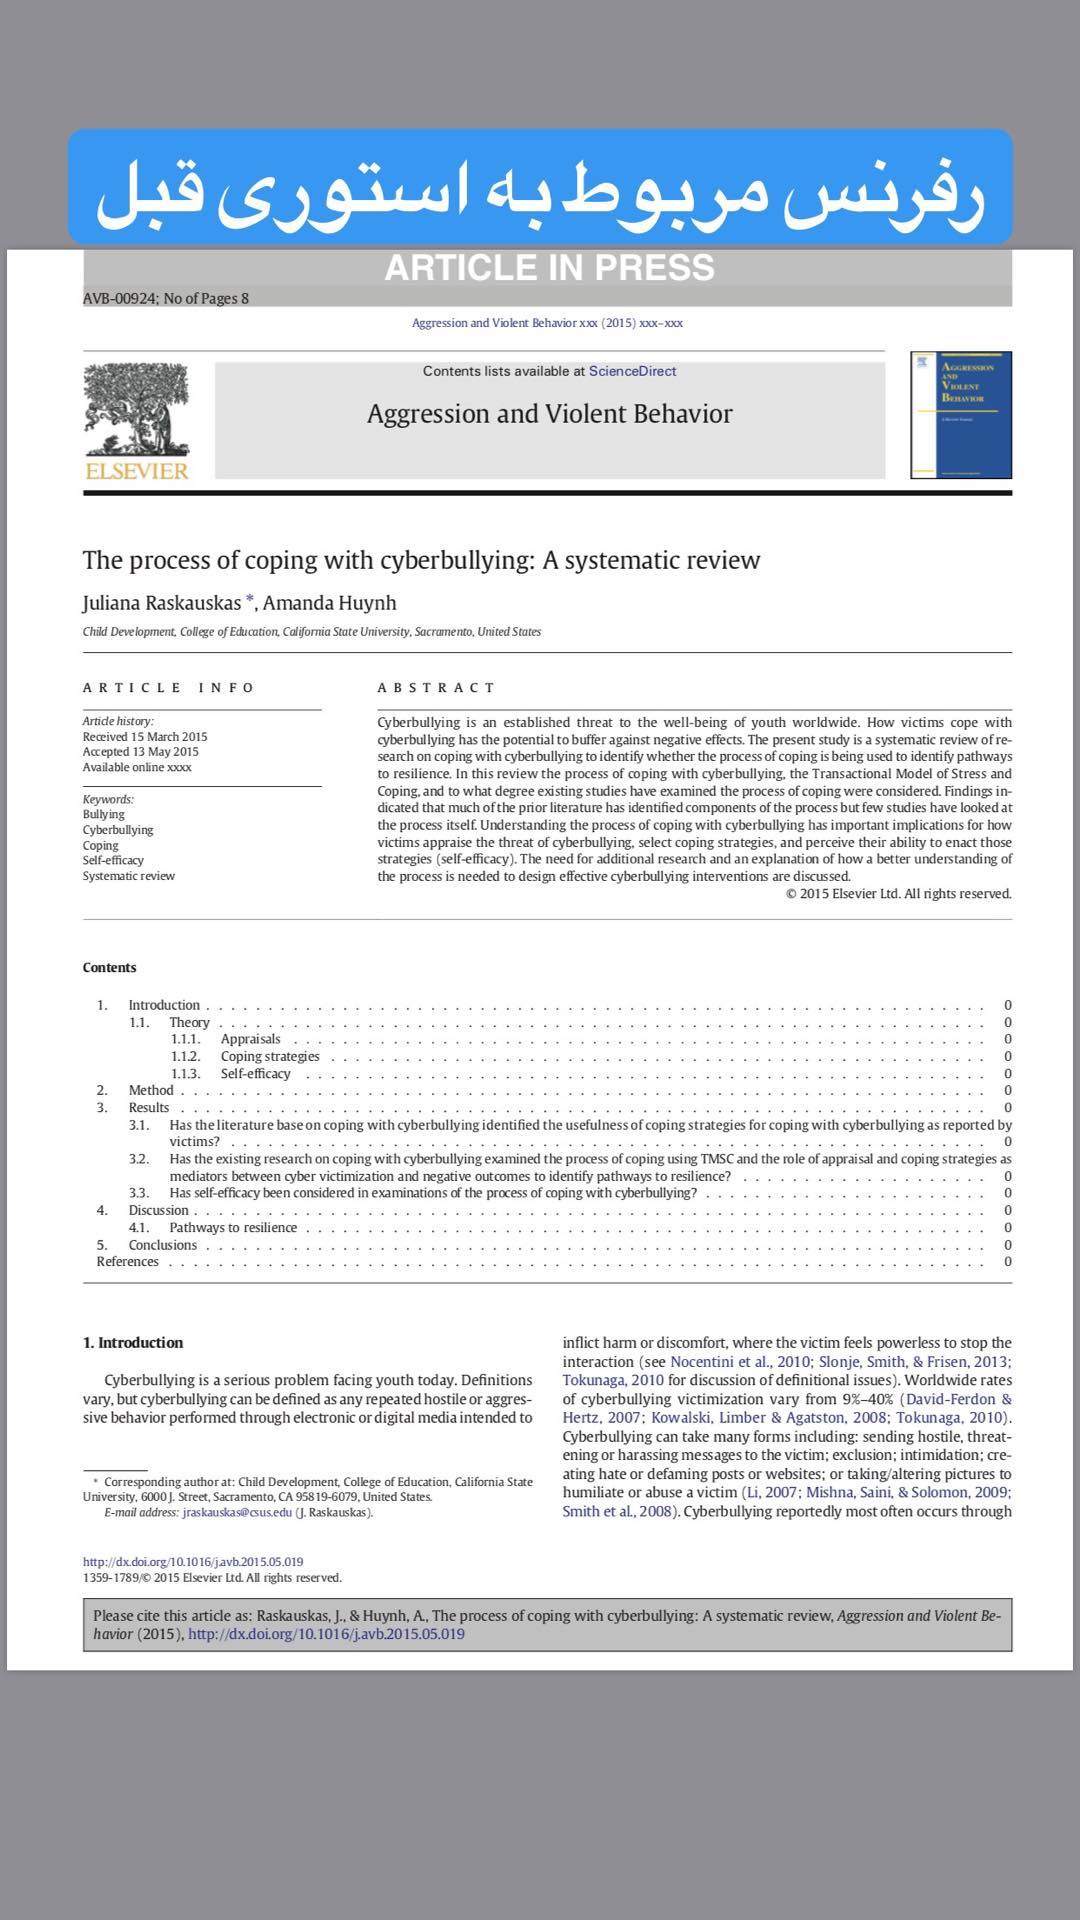 رفرنس مربوط به استوری قبل
ARTICLE IN PRESS
AVB-00924; No of Pages 8
Aggression and Violent Behavior xxx (2015) xxx–xxx
Contents lists available at ScienceDirect
Aggression and Violent Behavior
ELSEVIER
AGGRESSION
AND
VIOLENT
BEHAVIOR
The process of coping with cyberbullying: A systematic review
Juliana Raskauskas *, Amanda Huynh
Child Development, College of Education, California State University, Sacramento, United States
ARTICLE INFO
Article history:
Received 15 March 2015
Accepted 13 May 2015
Available online xxxx
Keywords:
Bullying
Cyberbullying
Coping
Self-efficacy
Systematic review
ABSTRACT
Cyberbullying is an established threat to the well-being of youth worldwide. How victims cope with
cyberbullying has the potential to buffer against negative effects. The present study is a systematic review of re-
search on coping with cyberbullying to identify whether the process of coping is being used to identify pathways
to resilience. In this review the process of coping with cyberbullying, the Transactional Model of Stress and
Coping, and to what degree existing studies have examined the process of coping were considered. Findings in-
dicated that much of the prior literature has identified components of the process but few studies have looked at
the process itself. Understanding the process of coping with cyberbullying has important implications for how
victims appraise the threat of cyberbullying, select coping strategies, and perceive their ability to enact those
strategies (self-efficacy). The need for additional research and an explanation of how a better understanding of
the process is needed to design effective cyberbullying interventions are discussed.
© 2015 Elsevier Ltd. All rights reserved.
Contents
1. Introduction . . . . . . . . . . 0
1.1. Theory . . . . . . . . . . 0
1.1.1. Appraisals . . . . . . . . . . 0
1.1.2. Coping strategies . . . . . . . . . . 0
1.1.3. Self-efficacy . . . . . . . . . . 0
2. Method . . . . . . . . . . 0
3. Results . . . . . . . . . . 0
3.1. Has the literature base on coping with cyberbullying identified the usefulness of coping strategies for coping with cyberbullying as reported by
victims? . . . . . . . . . . 0
3.2. Has the existing research on coping with cyberbullying examined the process of coping using TMSC and the role of appraisal and coping strategies as
mediators between cyber victimization and negative outcomes to identify pathways to resilience? . . . . . . . . . . 0
3.3. Has self-efficacy been considered in examinations of the process of coping with cyberbullying? . . . . . . . . . . 0
4. Discussion . . . . . . . . . . 0
4.1. Pathways to resilience . . . . . . . . . . 0
5. Conclusions . . . . . . . . . . 0
References . . . . . . . . . . 0
1. Introduction
Cyberbullying is a serious problem facing youth today. Definitions
vary, but cyberbullying can be defined as any repeated hostile or aggres-
sive behavior performed through electronic or digital media intended to
inflict harm or discomfort, where the victim feels powerless to stop the
interaction (see Nocentini et al., 2010; Slonje, Smith, & Frisen, 2013;
Tokunaga, 2010 for discussion of definitional issues). Worldwide rates
of cyberbullying victimization vary from 9%–40% (David-Ferdon &
Hertz, 2007; Kowalski, Limber & Agatston, 2008; Tokunaga, 2010).
Cyberbullying can take many forms including: sending hostile, threat-
ening or harassing messages to the victim; exclusion; intimidation; cre-
ating hate or defaming posts or websites; or taking/altering pictures to
humiliate or abuse a victim (Li, 2007; Mishna, Saini, & Solomon, 2009;
Smith et al., 2008). Cyberbullying reportedly most often occurs through
* Corresponding author at: Child Development, College of Education, California State
University, 6000 J. Street, Sacramento, CA 95819-6079, United States.
E-mail address: jraskauskas@csus.edu (J. Raskauskas).
http://dx.doi.org/10.1016/j.avb.2015.05.019
1359-1789/© 2015 Elsevier Ltd. All rights reserved.
Please cite this article as: Raskauskas, J., & Huynh, A., The process of coping with cyberbullying: A systematic review, Aggression and Violent Be-
havior (2015), http://dx.doi.org/10.1016/j.avb.2015.05.019